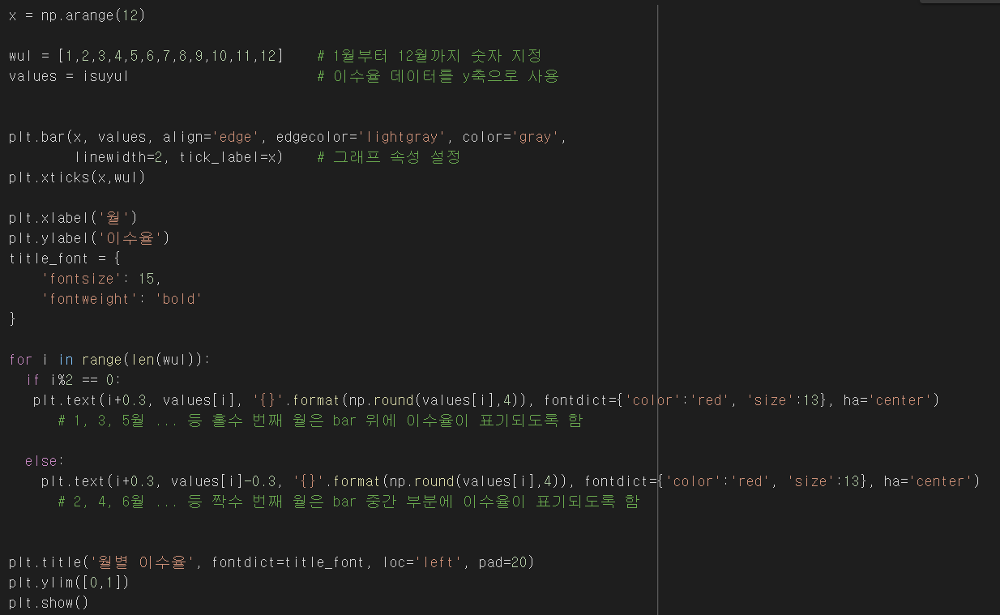 x = np.arange(12)
wul = [1,2,3,4,5,6,7,8,9,10,11,12]    # 1월부터 12월까지 숫자 지정
values = isuyul                       # 이수율 데이터를 y축으로 사용
plt.bar(x, values, align='edge', edgecolor='lightgray', color='gray',
        linewidth=2, tick_label=x)    # 그래프 속성 설정
plt.xticks(x,wul)
plt.xlabel('월')
plt.ylabel('이수율')
title_font = {
    'fontsize': 15,
    'fontweight': 'bold'
}
for i in range(len(wul)):
  if i%2 == 0:
   plt.text(i+0.3, values[i], '{}'.format(np.round(values[i],4)), fontdict={'color':'red', 'size':13}, ha='center')
      # 1, 3, 5월 ... 등 홀수 번째 월은 bar 위에 이수율이 표기되도록 함
  else:
    plt.text(i+0.3, values[i]-0.3, '{}'.format(np.round(values[i],4)), fontdict={'color':'red', 'size':13}, ha='center')
      # 2, 4, 6월 ... 등 짝수 번째 월은 bar 중간 부분에 이수율이 표기되도록 함
plt.title('월별 이수율', fontdict=title_font, loc='left', pad=20)
plt.ylim([0,1])
plt.show()